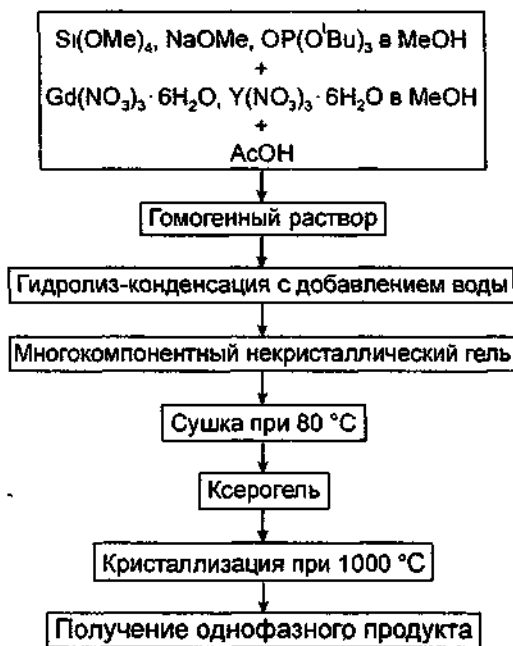 Si(OMe)₄, NaOMe, OP(OᵗBu)₃ в MeOH
+
Gd(NO₃)₃ · 6H₂O, Y(NO₃)₃ · 6H₂O в MeOH
+
AcOH
Гомогенный раствор
Гидролиз-конденсация с добавлением воды
Многокомпонентный некристаллический гель
Сушка при 80 °C
Ксерогель
Кристаллизация при 1000 °C
Получение однофазного продукта